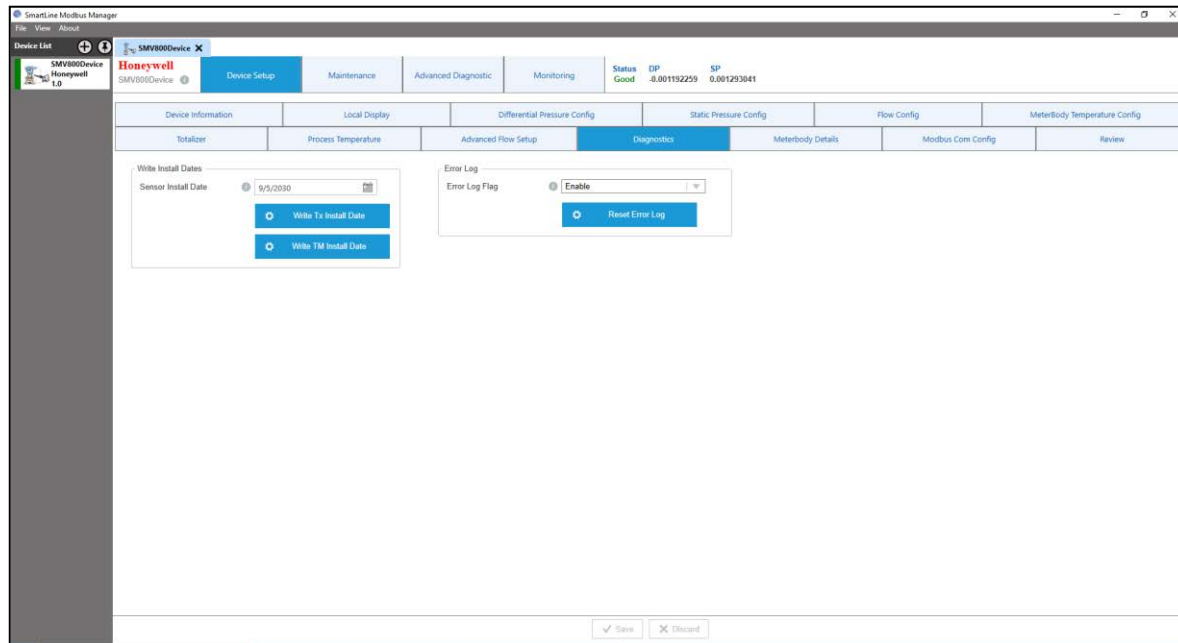 SmartLine Modbus Manager
File View About
Device List
SMV800Device
SMV800Device
Honeywell
1.0
Honeywell
SMV800Device
Device Setup
Maintenance
Advanced Diagnostic
Monitoring
Status DP SP
Good -0.001192259 0.001293041
Device Information
Local Display
Differential Pressure Config
Static Pressure Config
Flow Config
MeterBody Temperature Config
Totalizer
Process Temperature
Advanced Flow Setup
Diagnostics
Meterbody Details
Modbus Com Config
Review
Write Install Dates
Sensor Install Date
9/5/2030
Write Tx Install Date
Write TM Install Date
Error Log
Error Log Flag
Enable
Reset Error Log
Save
Discard